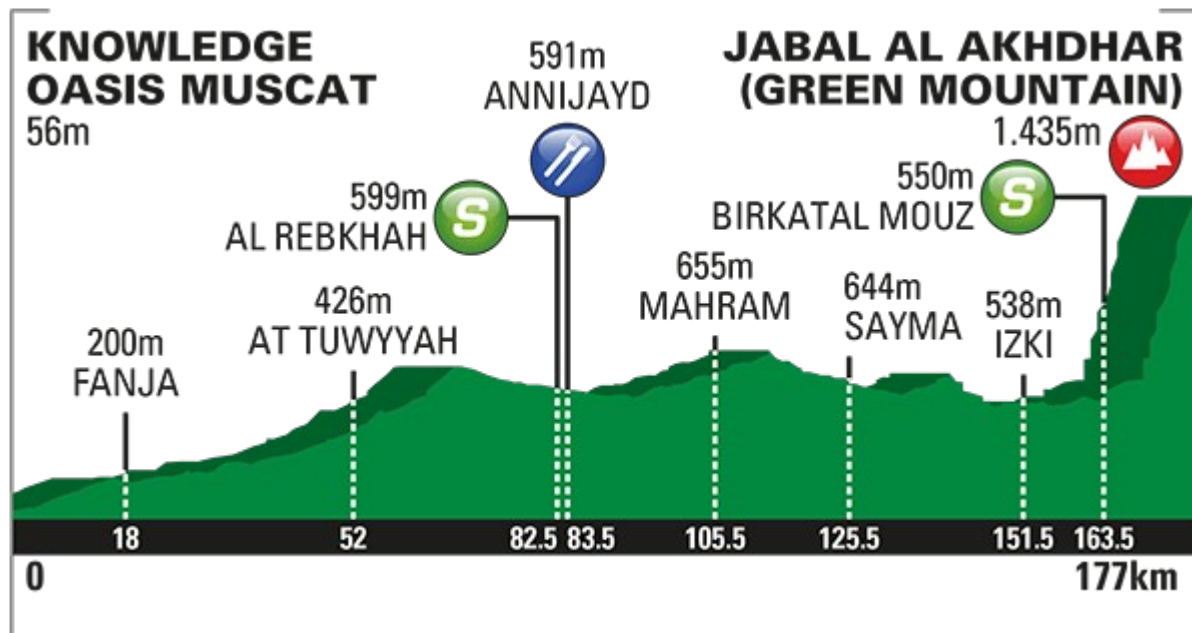 KNOWLEDGE
OASIS MUSCAT
56m
591m
ANNIJAYD
JABAL AL AKHDHAR
(GREEN MOUNTAIN)
1.435m
599m
AL REBKHAH
S
550m
BIRKATAL MOUZ
S
200m
FANJA
426m
AT TUWYYAH
655m
MAHRAM
644m
SAYMA
538m
IZKI
18 52 82.5 83.5 105.5 125.5 151.5 163.5
0 177km